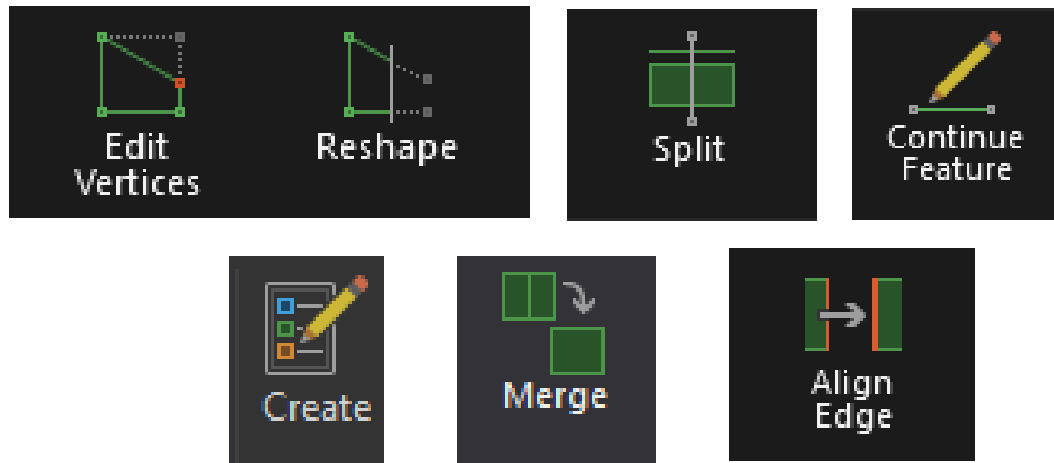 Edit
Vertices
Reshape
Split
Continue
Feature
Create
Merge
Align
Edge